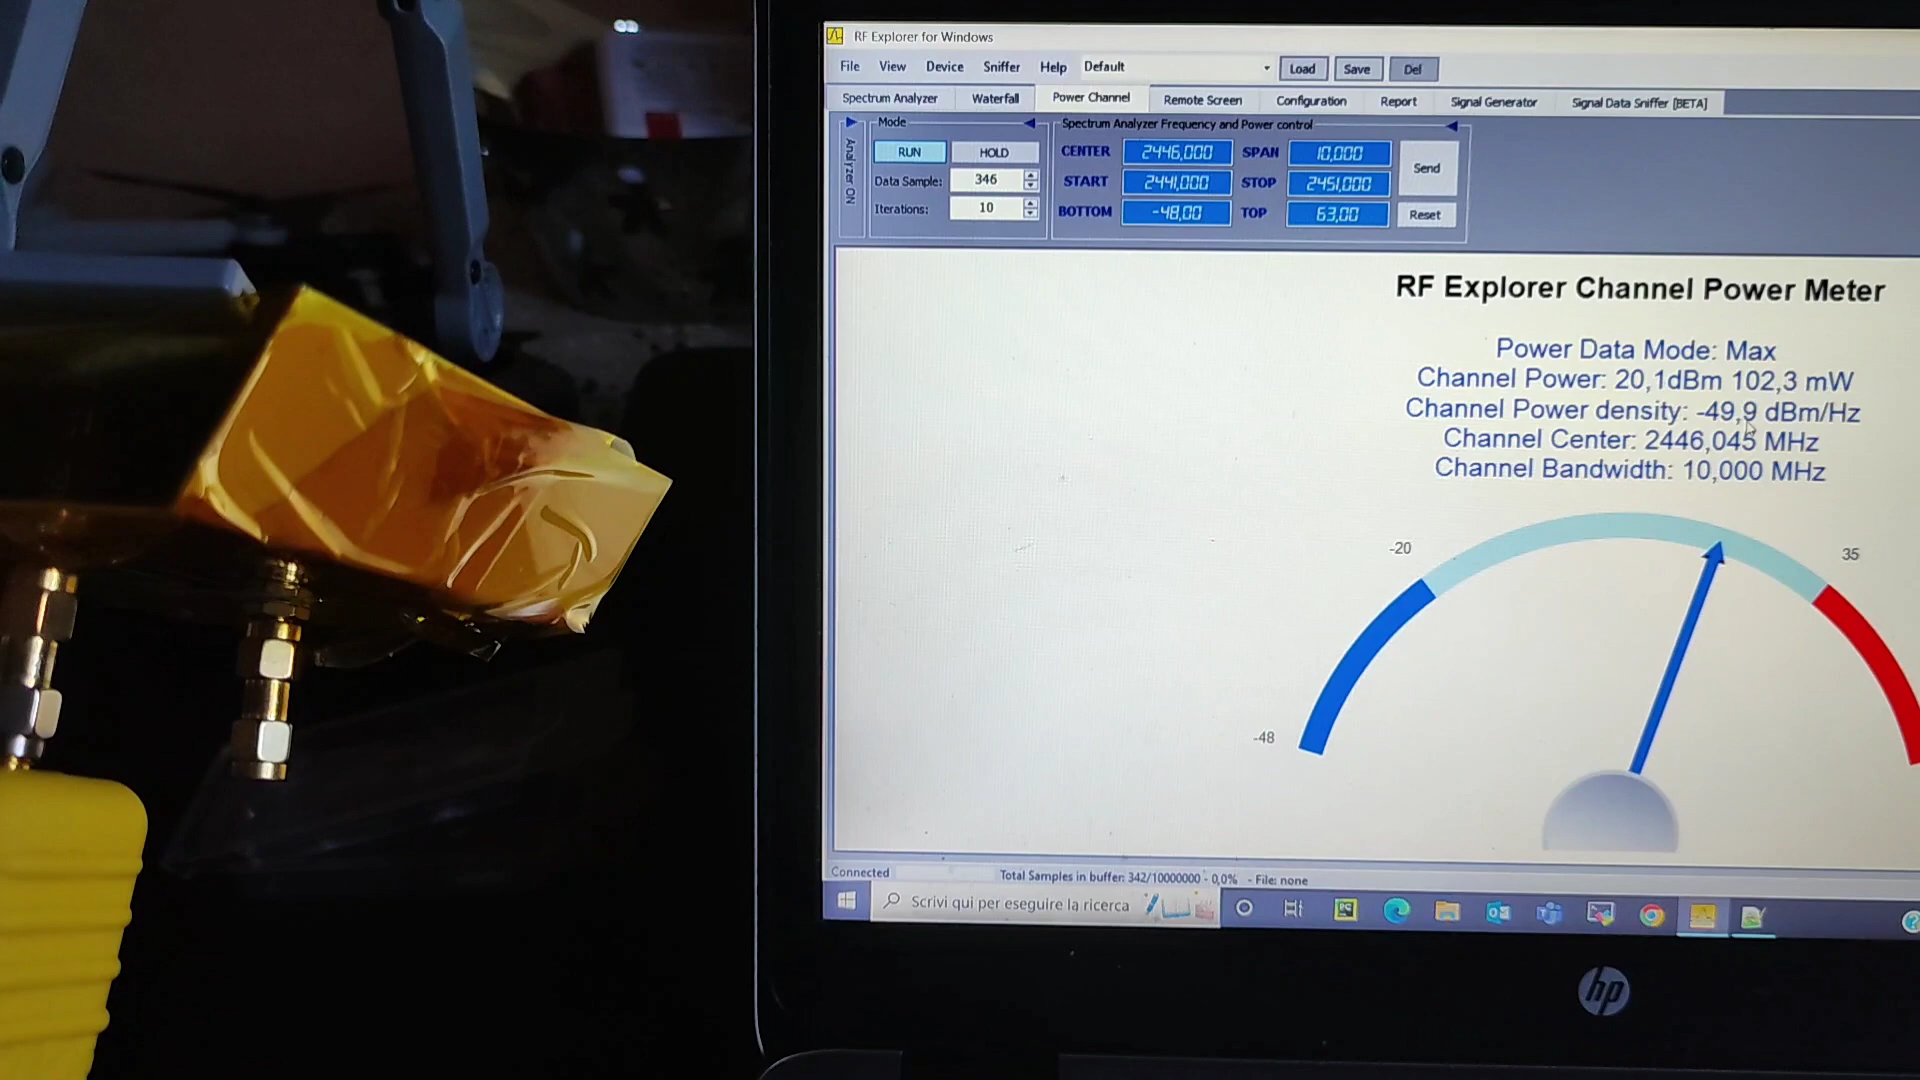 RF Explorer for Windows
File View Device Sniffer Help Default Load Save Del
Spectrum Analyzer Waterfall Power Channel Remote Screen Configuration Report Signal Generator Signal Data Sniffer [BETA]
Analyzer ON
Mode
RUN HOLD
Data Sample: 346
Iterations: 10
Spectrum Analyzer Frequency and Power control
CENTER 2446,000 SPAN 10,000
START 2441,000 STOP 2451,000
BOTTOM -48,00 TOP 63,00
Send
Reset
RF Explorer Channel Power Meter
Power Data Mode: Max
Channel Power: 20,1dBm 102,3 mW
Channel Power density: -49,9 dBm/Hz
Channel Center: 2446,045 MHz
Channel Bandwidth: 10,000 MHz
-20
35
-48
Connected Total Samples in buffer: 342/10000000 - 0,0% - File: none
Scrivi qui per eseguire la ricerca
hp